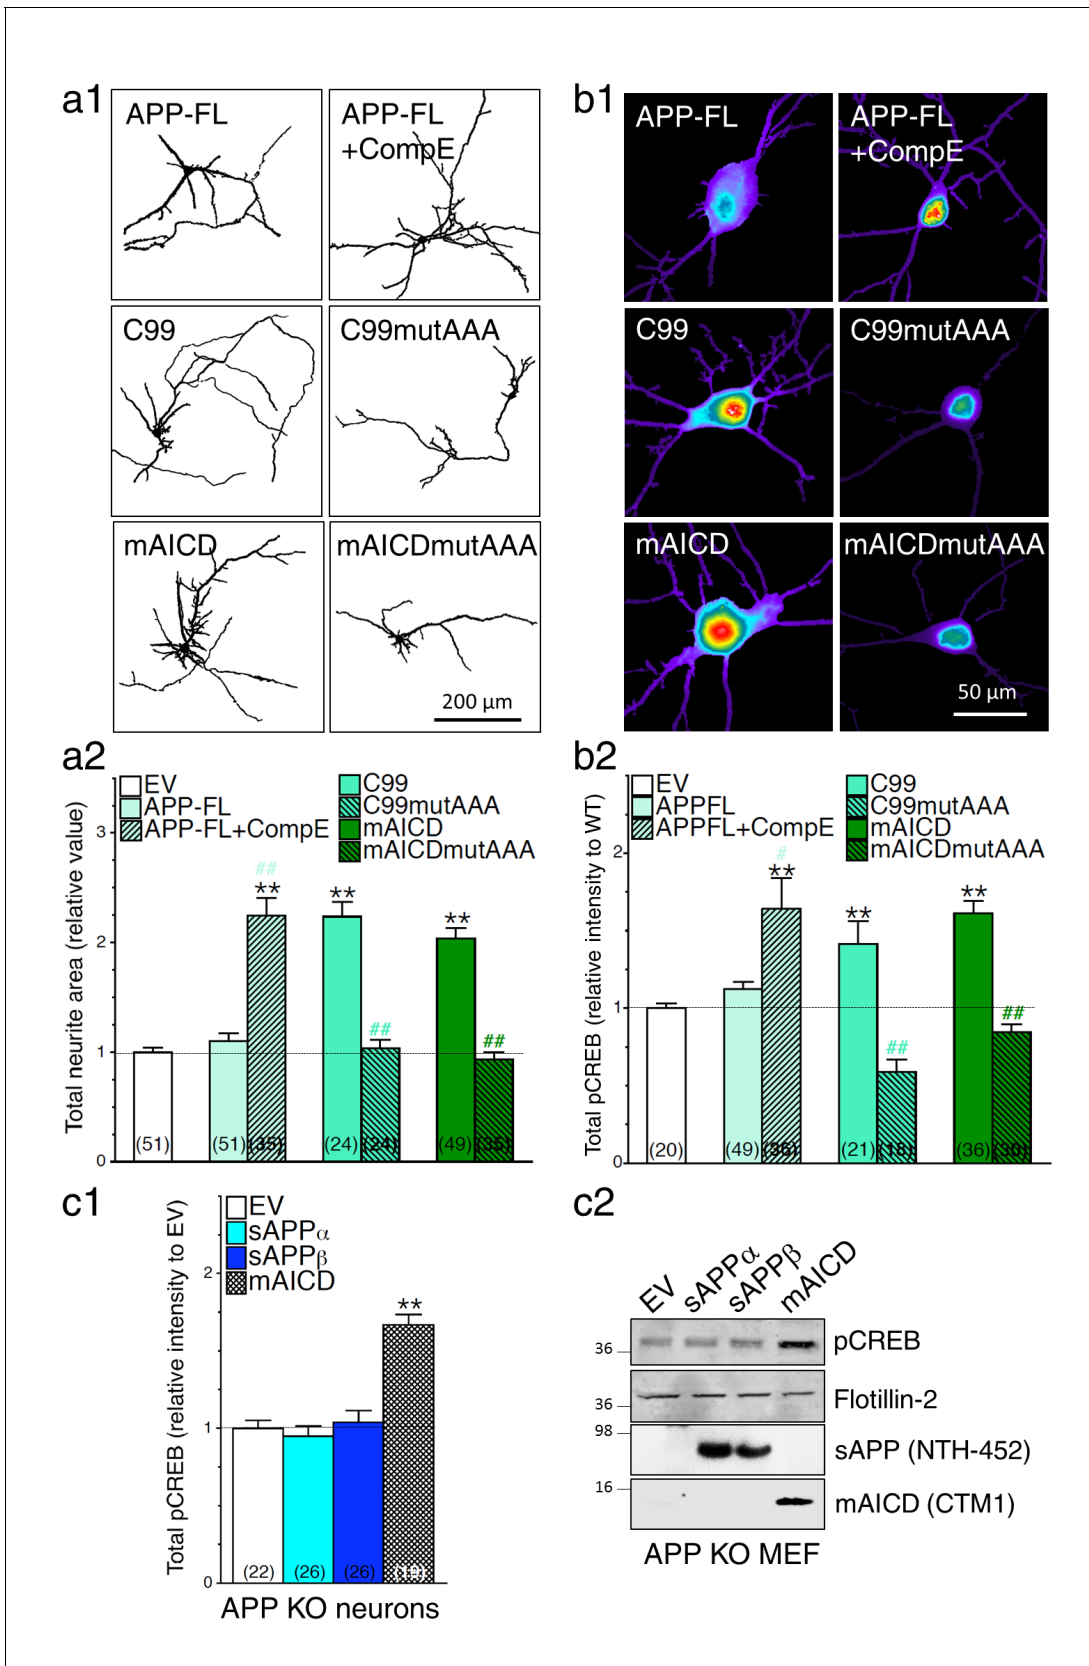 a1
APP-FL
APP-FL
+CompE
C99
C99mutAAA
mAICD
mAICDmutAAA
200 µm
b1
APP-FL
APP-FL
+CompE
C99
C99mutAAA
mAICD
mAICDmutAAA
50 µm
a2
EV
APP-FL
APP-FL+CompE
C99
C99mutAAA
mAICD
mAICDmutAAA
Total neurite area (relative value)
3
2
1
0
##
**
**
##
**
##
(51)
(51)
(35)
(24)
(24)
(49)
(35)
b2
EV
APPFL
APPFL+CompE
C99
C99mutAAA
mAICD
mAICDmutAAA
Total pCREB (relative intensity to WT)
2
1
0
#
**
**
##
**
##
(20)
(49)
(36)
(21)
(18)
(36)
(30)
c1
EV
sAPPα
sAPPβ
mAICD
Total pCREB (relative intensity to EV)
2
1
0
**
(22)
(26)
(26)
(19)
APP KO neurons
c2
EV
sAPPα
sAPPβ
mAICD
36
pCREB
36
Flotillin-2
98
sAPP (NTH-452)
16
mAICD (CTM1)
APP KO MEF